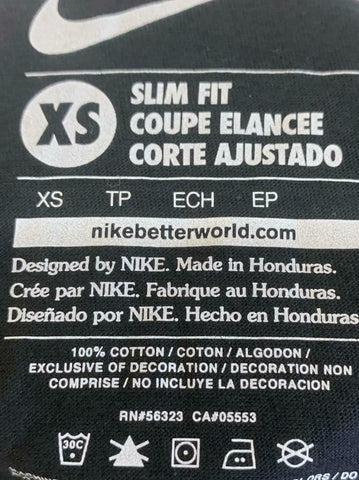 XS
SLIM FIT
COUPE ELANCEE
CORTE AJUSTADO
XS TP ECH EP
nikebetterworld.com
Designed by NIKE. Made in Honduras.
Crée par NIKE. Fabrique au Honduras.
Diseñado por NIKE. Hecho en Honduras
100% COTTON / COTON / ALGODON /
EXCLUSIVE OF DECORATION / DECORATION NON
COMPRISE / NO INCLUYE LA DECORACION
RN#56323 CA#05553
30C